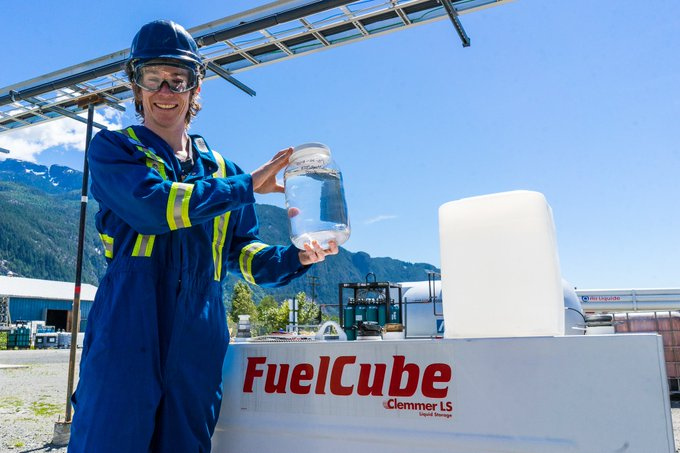 Air Liquide
FuelCube
Clemmer LS
Liquid Storage